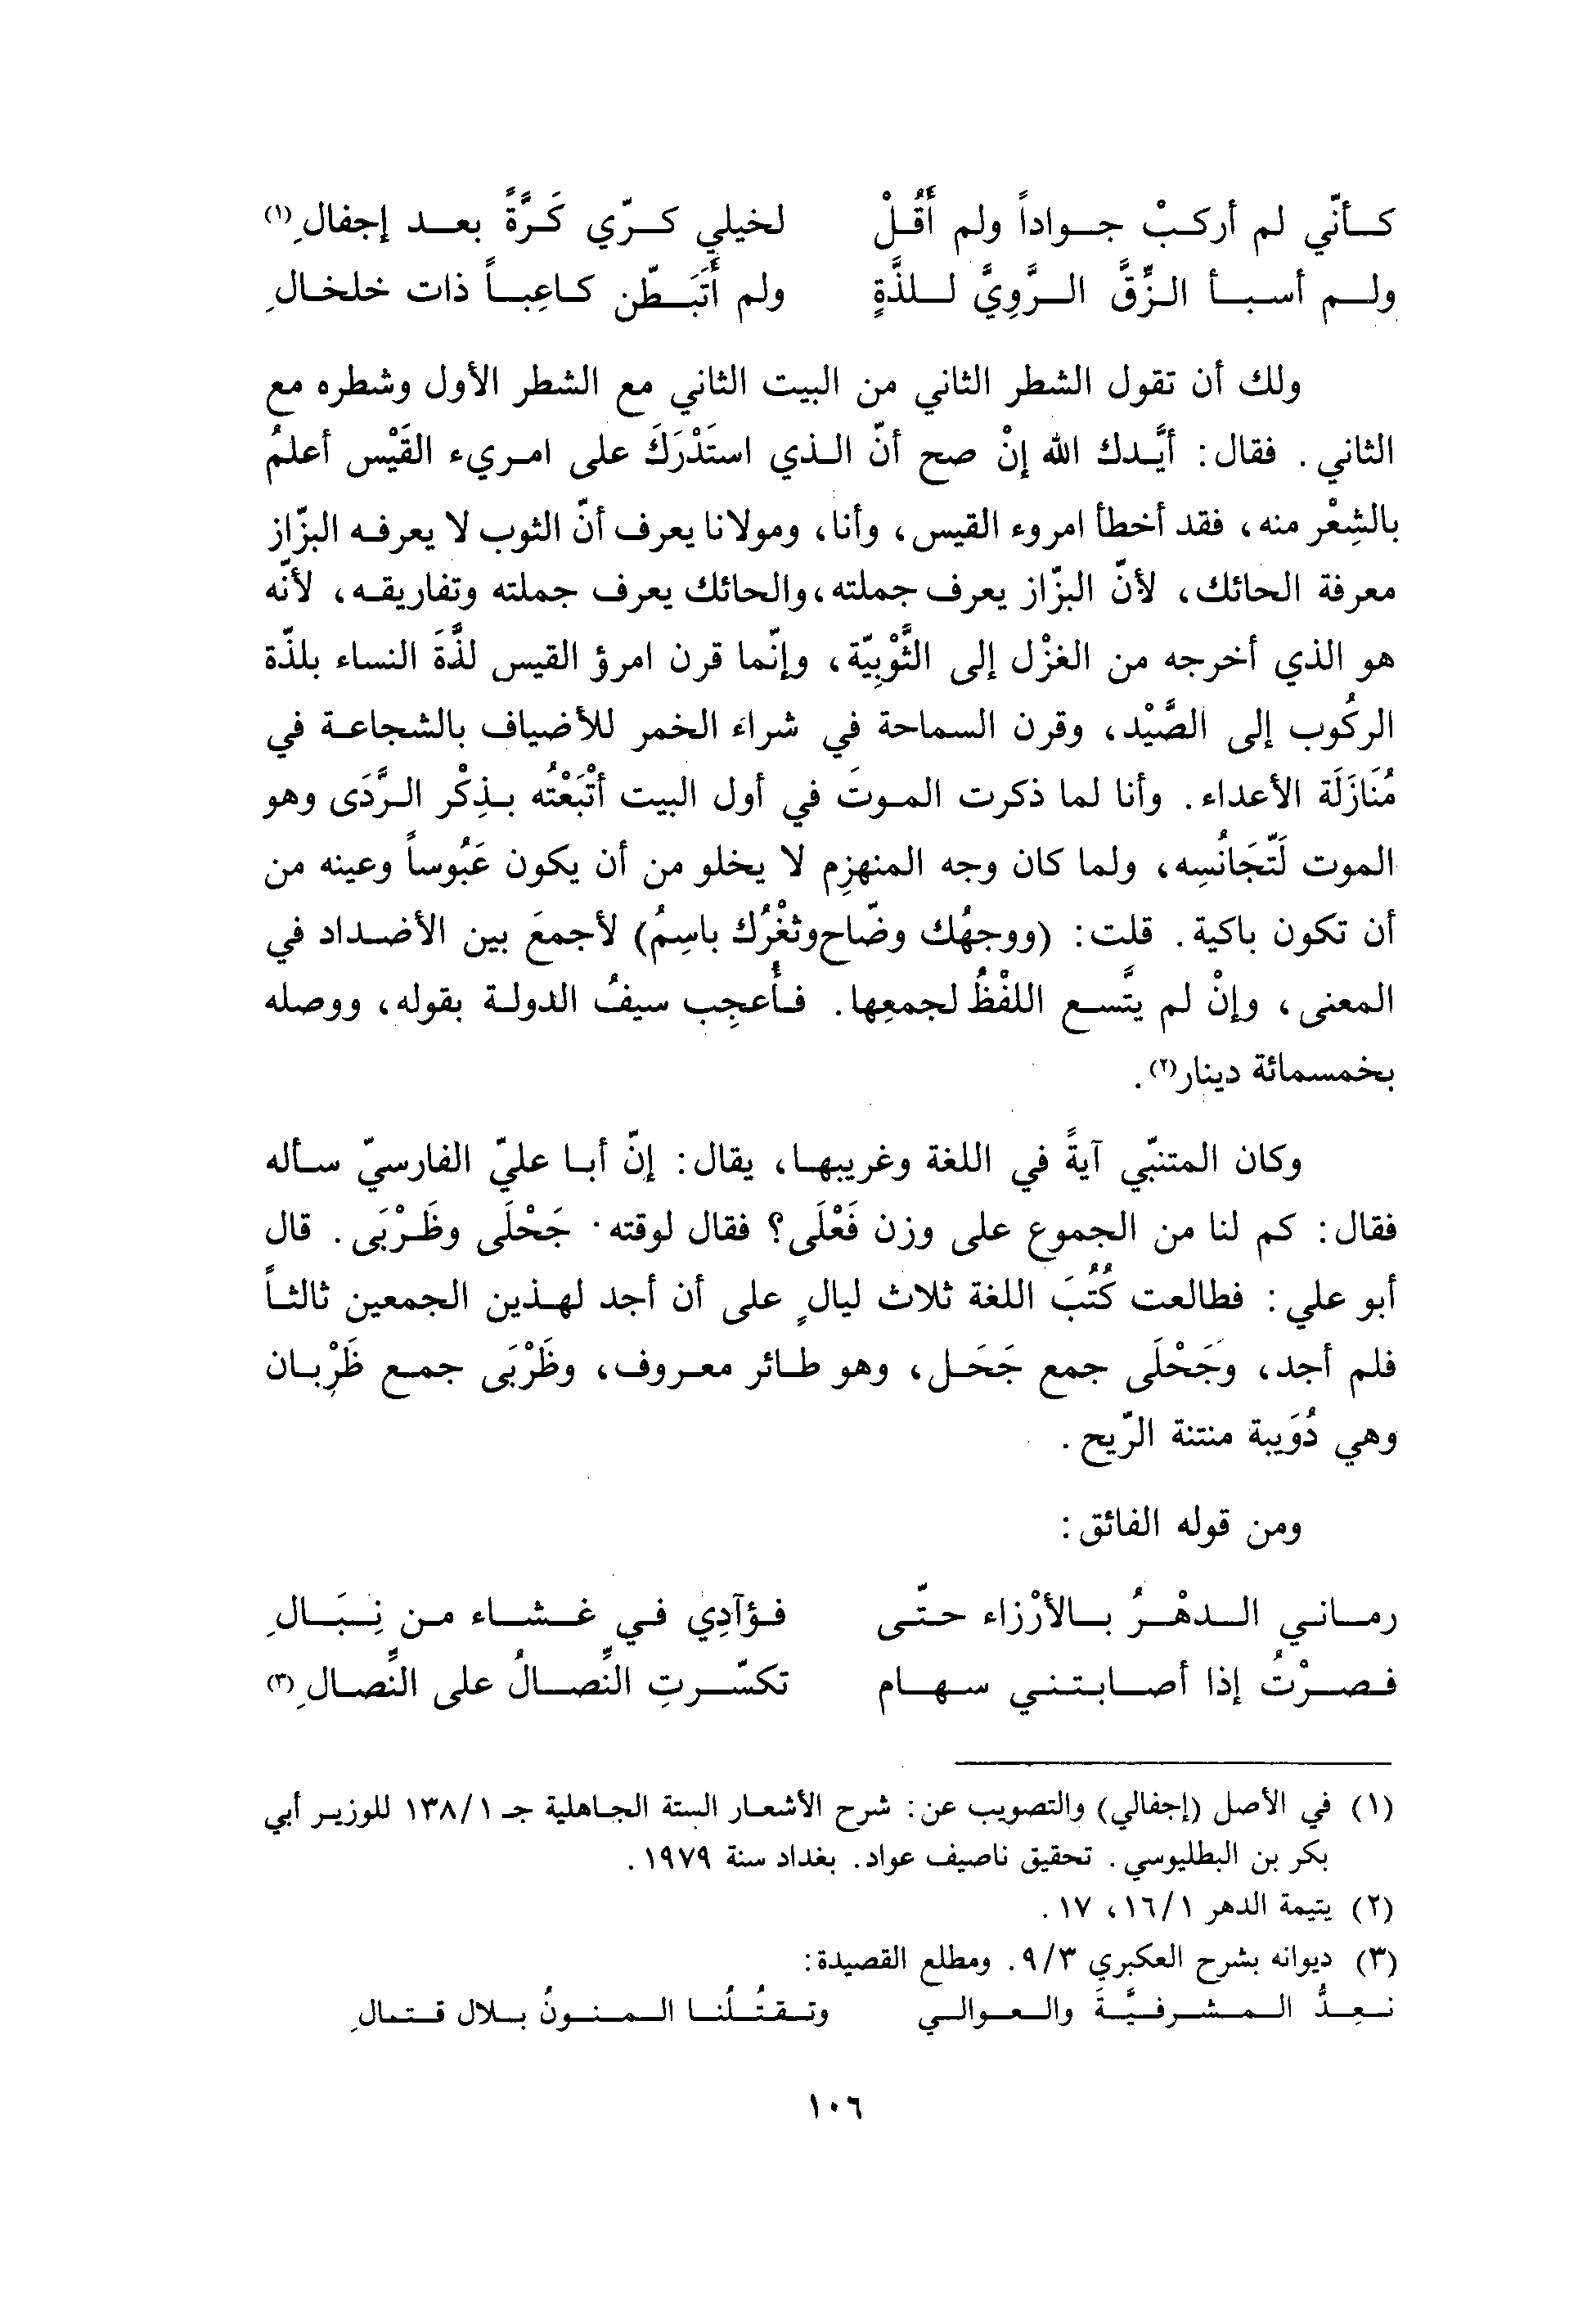 كأنّي لم أركبْ جواداً ولم أَقُلْ لخيلي كرّي كَرَّةً بعد إجفالِ(١)
ولم أسبأ الزِّقَّ الرَّوِيَّ للذَّةٍ ولم أَتَبَطّن كاعِباً ذات خلخالِ
ولك أن تقول الشطر الثاني من البيت الثاني مع الشطر الأول وشطره مع
الثاني. فقال: أيَّدك الله إنْ صح أنّ الذي استَدْرَكَ على امريء القَيْس أعلمُ
بالشِعْر منه، فقد أخطأ امروء القيس، وأنا، ومولانا يعرف أنّ الثوب لا يعرفه البزّاز
معرفة الحائك، لأنّ البزّاز يعرف جملته، والحائك يعرف جملته وتفاريقه، لأنّه
هو الذي أخرجه من الغزْل إلى الثَّوْبِيّة، وإنّما قرن امرؤ القيس لذَّةَ النساء بلذّة
الركُوب إلى الصَّيْد، وقرن السماحة في شراء الخمر للأضياف بالشجاعة في
مُنَازَلَة الأعداء. وأنا لما ذكرت الموتَ في أول البيت أتْبَعْتُه بذِكْر الرَّدَى وهو
الموت لَتّجَانُسِه، ولما كان وجه المنهزِم لا يخلو من أن يكون عَبُوساً وعينه من
أن تكون باكية. قلت: (ووجهُك وضّاح وثغْرُك باسِمُ) لأجمعَ بين الأضداد في
المعنى، وإنْ لم يتَّسع اللفْظُ لجمعِها. فأُعجِب سيفُ الدولة بقوله، ووصله
بخمسمائة دينار(٢).
وكان المتنبّي آيةً في اللغة وغريبها، يقال: إنّ أبا عليّ الفارسيّ سأله
فقال: كم لنا من الجموع على وزن فَعْلَى؟ فقال لوقته · جَحْلَى وظَرْبَى. قال
أبو علي: فطالعت كُتُبَ اللغة ثلاث ليالٍ على أن أجد لهذين الجمعين ثالثاً
فلم أجد، وجَحْلَى جمع جَحَل، وهو طائر معروف، وظَرْبَى جمع ظَرْبان
وهي دُوَيبة منتنة الرّيح.
ومن قوله الفائق:
رماني الدهْرُ بالأرْزاء حتّى فؤآدِي في غشاء من نِبَالِ
فصرْتُ إذا أصابتني سهام تكسّرتِ النِّصالُ على النِّصالِ(٣)
(١) في الأصل (إجفالي) والتصويب عن: شرح الأشعار الستة الجاهلية جـ ١/١٣٨ للوزير أبي
بكر بن البطليوسي. تحقيق ناصيف عواد. بغداد سنة ١٩٧٩.
(٢) يتيمة الدهر ١/١٦، ١٧.
(٣) ديوانه بشرح العكبري ٣/٩. ومطلع القصيدة:
نعِدُّ المشرفيَّةَ والعوالي وتقتُلُنا المنونُ بلال قتمالِ
١٠٦